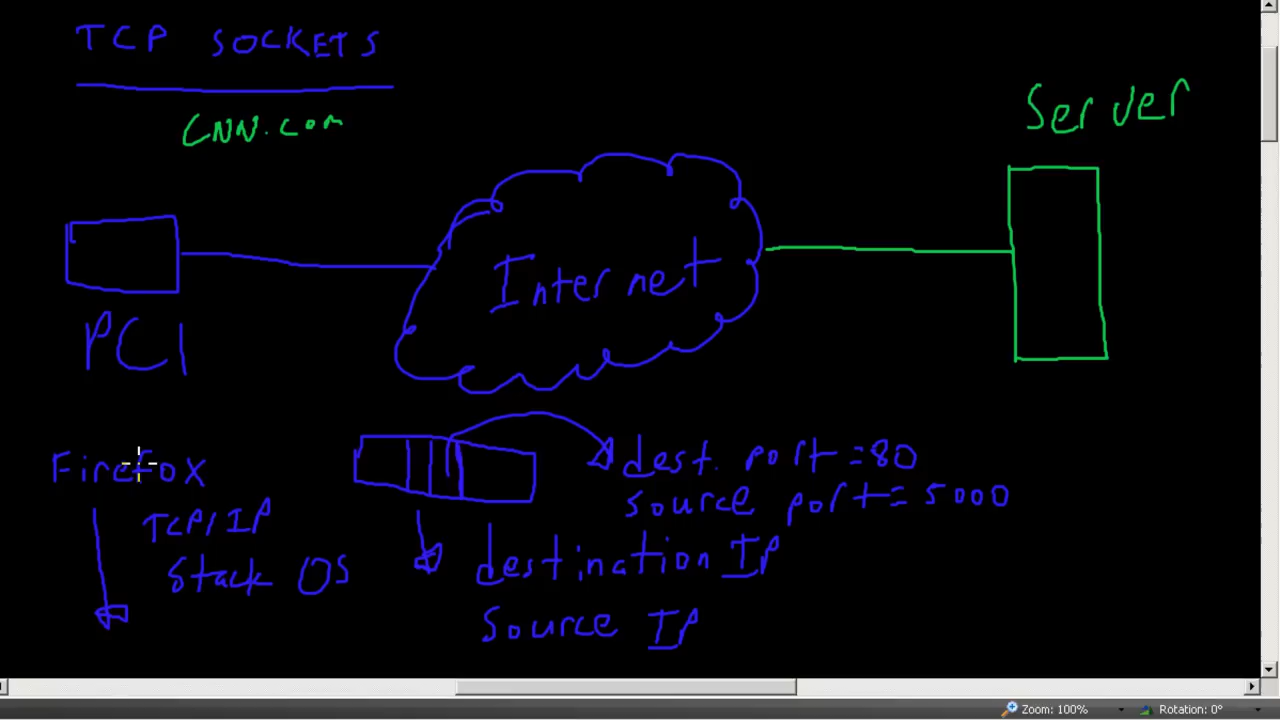 TCP SOCKETS
CNN.com
Server
Internet
PC1
Firefox
TCP/IP
Stack OS
dest. port = 80
source port = 5000
destination IP
Source IP
Zoom: 100%
Rotation: 0°